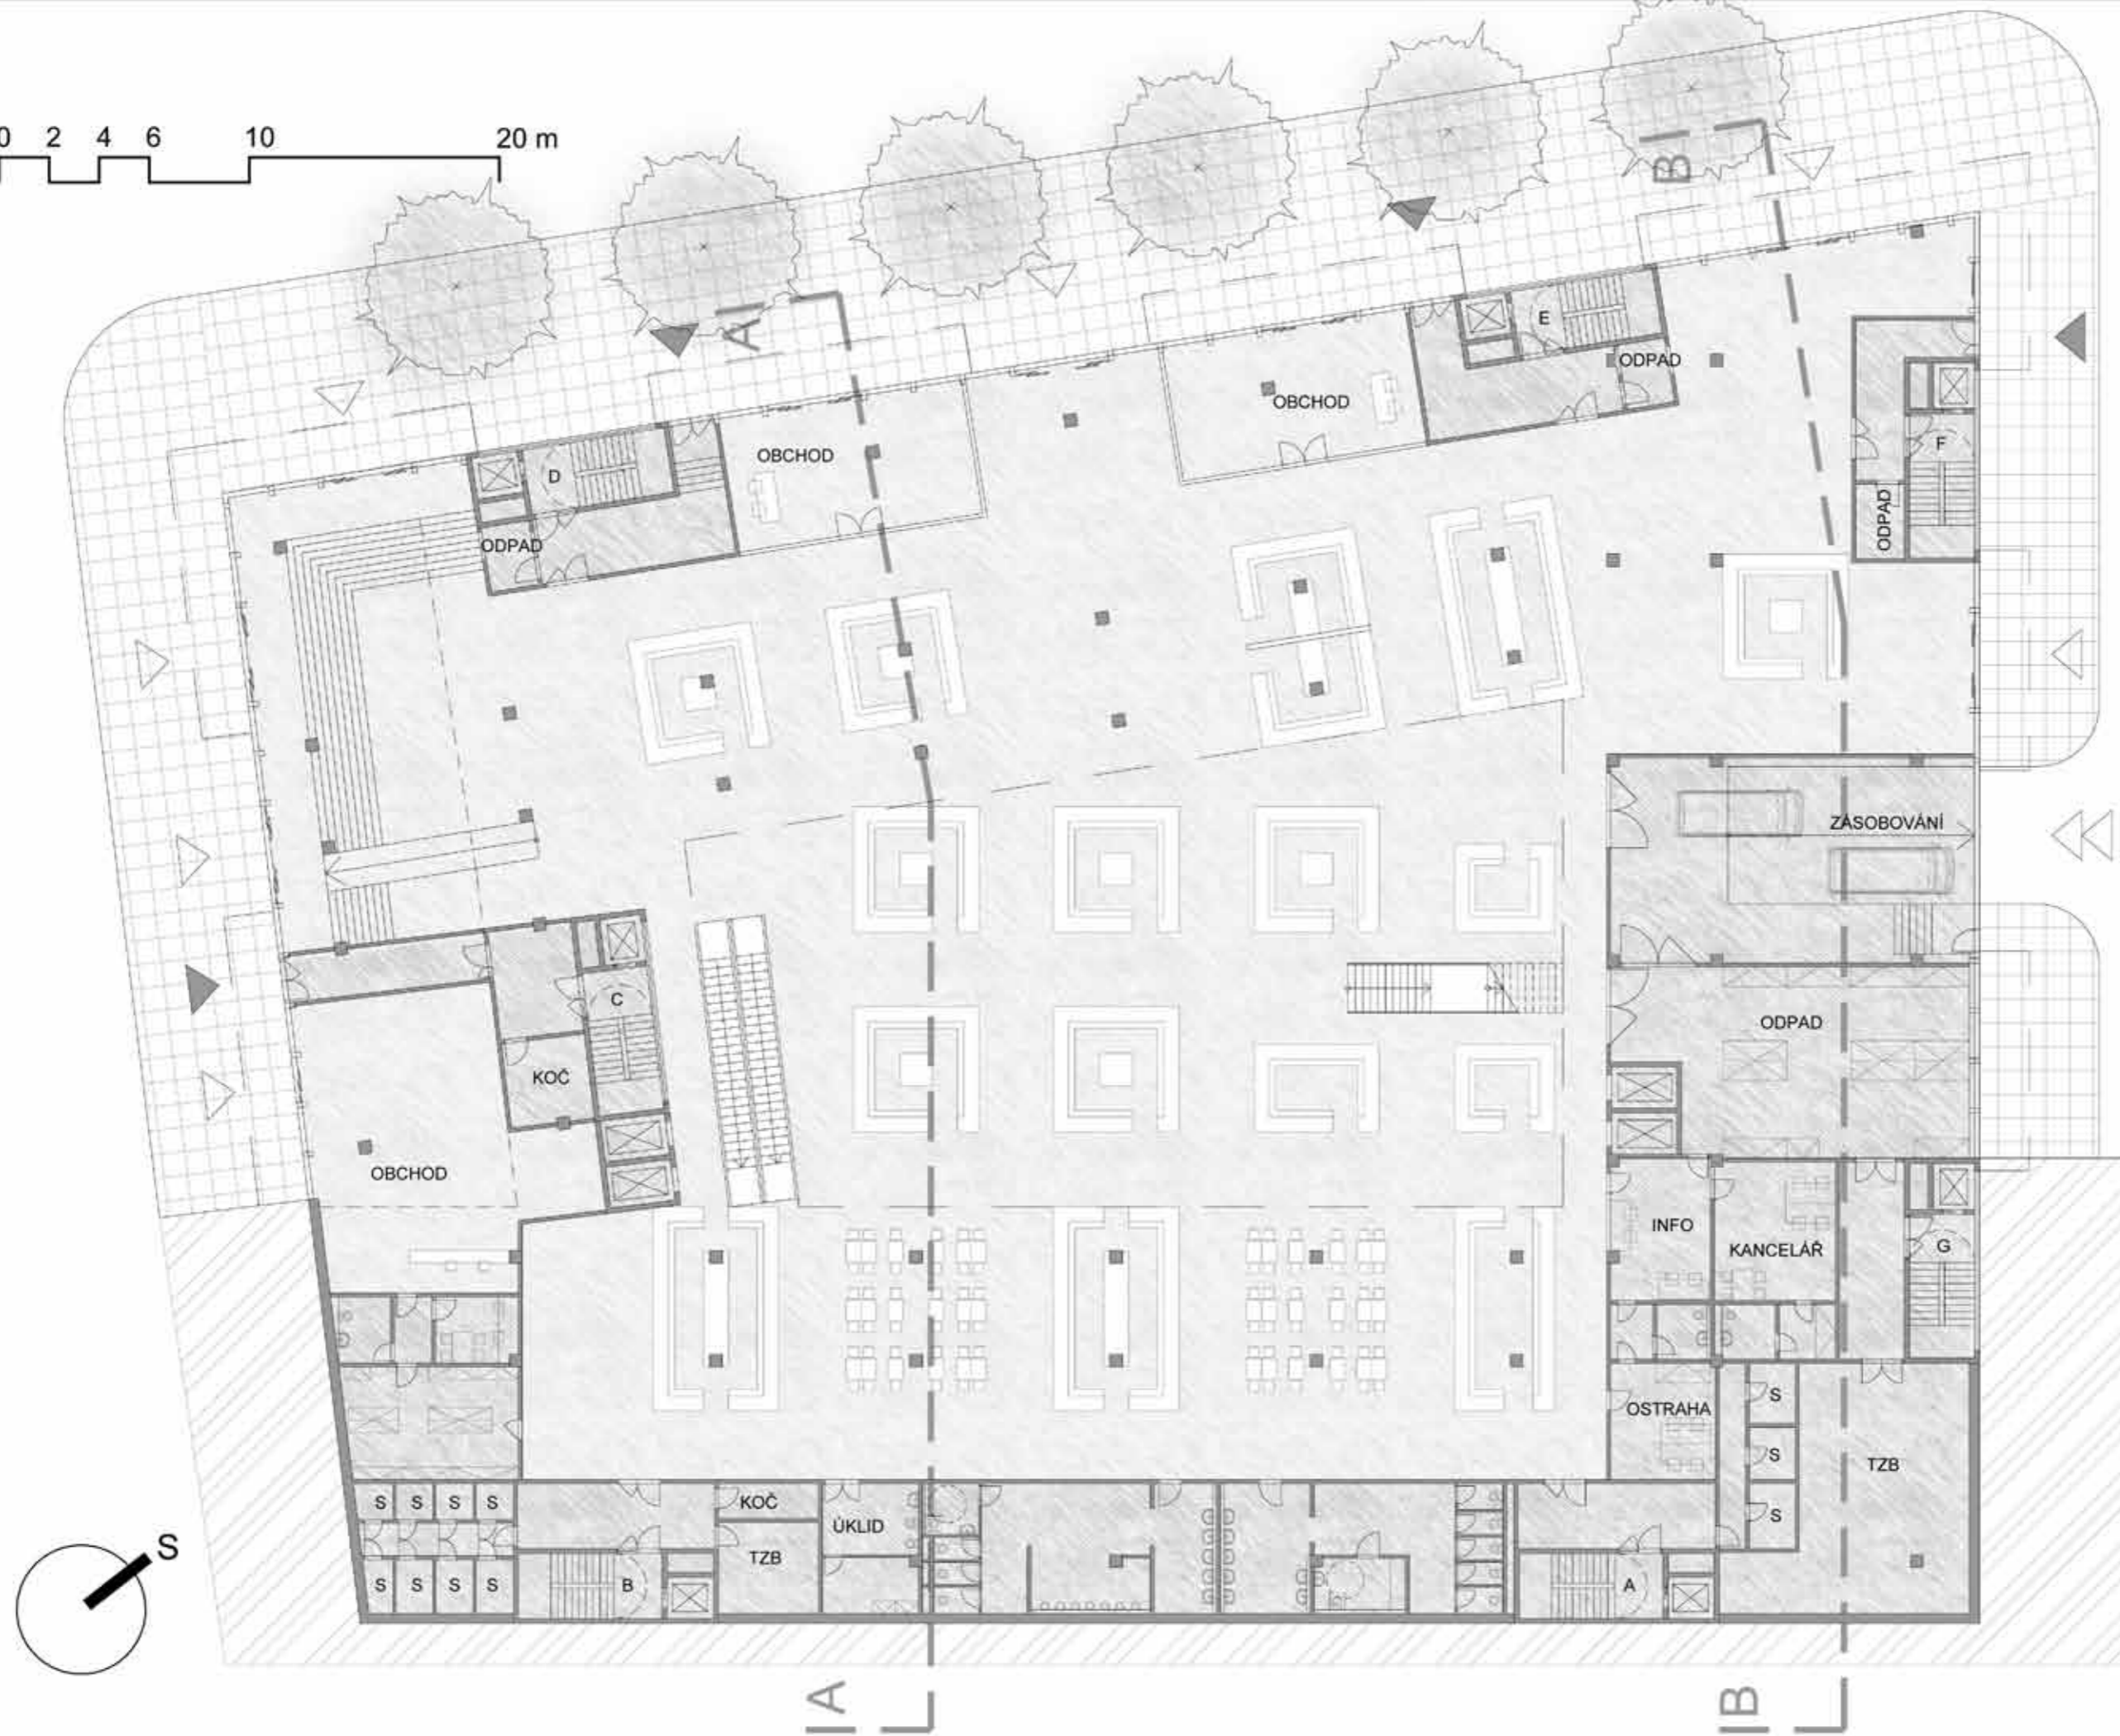 0 2 4 6 10 20 m
B
A
E
ODPAD
OBCHOD
OBCHOD
D
ODPAD
F
ODPAD
ZÁSOBOVÁNÍ
C
ODPAD
KOČ
OBCHOD
INFO
KANCELÁŘ
G
OSTRAHA
S
S
S
TZB
S S S S
KOČ
ÚKLID
TZB
S S S S
B
A
S
A
B